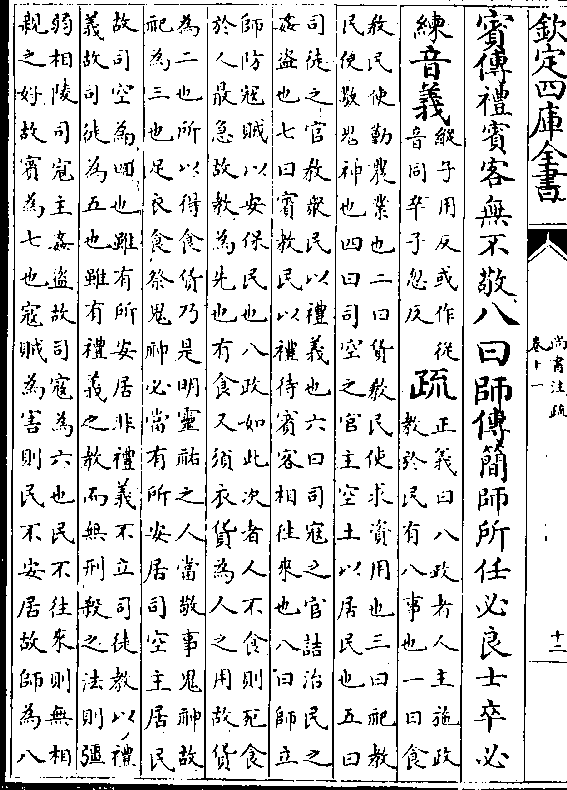 欽定四庫全書
尚書注疏
卷十一
十二
賓傳禮賓客無不敬八曰師傳簡師所任必良士卒必
練音義
縱子用反或作從
音同卒子忽反
疏
正義曰八政者人主施政
教於民有八事也一曰食
教民使勤農業也二曰貨教民使求資用也三曰祀教
民使敬鬼神也四曰司空之官主空土以居民也五曰
司徒之官教衆民以禮義也六曰司寇之官詰治民之
姦盜也七曰賓教民以禮待賓客相徃來也八曰師立
師防寇賊以安保民也八政如此次者人不食則死食
於人最急故教為先也有食又須衣貨為人之用故貨
為二也所以得食貨乃是明靈祐之人當敬事鬼神故
祀為三也足衣食祭鬼神必當有所安居司空主居民
故司空為四也雖有所安居非禮義不立司徒教以禮
義故司徒為五也雖有禮義之教而無刑殺之法則彊
弱相陵司寇主姦盜故司寇為六也民不往來則無相
親之好故賓為七也寇賊為害則民不安居故師為八